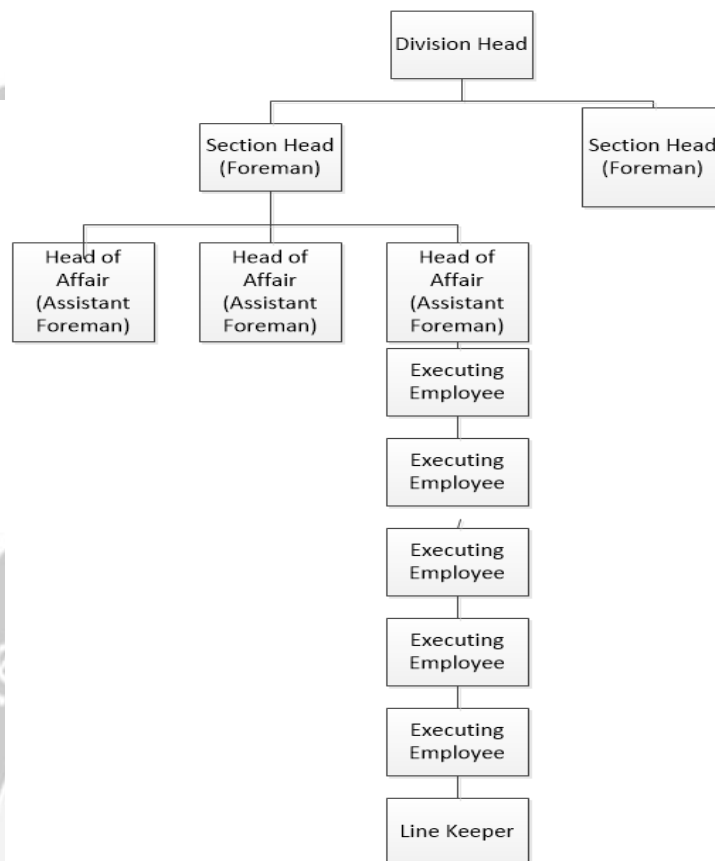 Division Head
Section Head
(Foreman)
Section Head
(Foreman)
Head of
Affair
(Assistant
Foreman)
Head of
Affair
(Assistant
Foreman)
Head of
Affair
(Assistant
Foreman)
Executing
Employee
Executing
Employee
Executing
Employee
Executing
Employee
Executing
Employee
Line Keeper